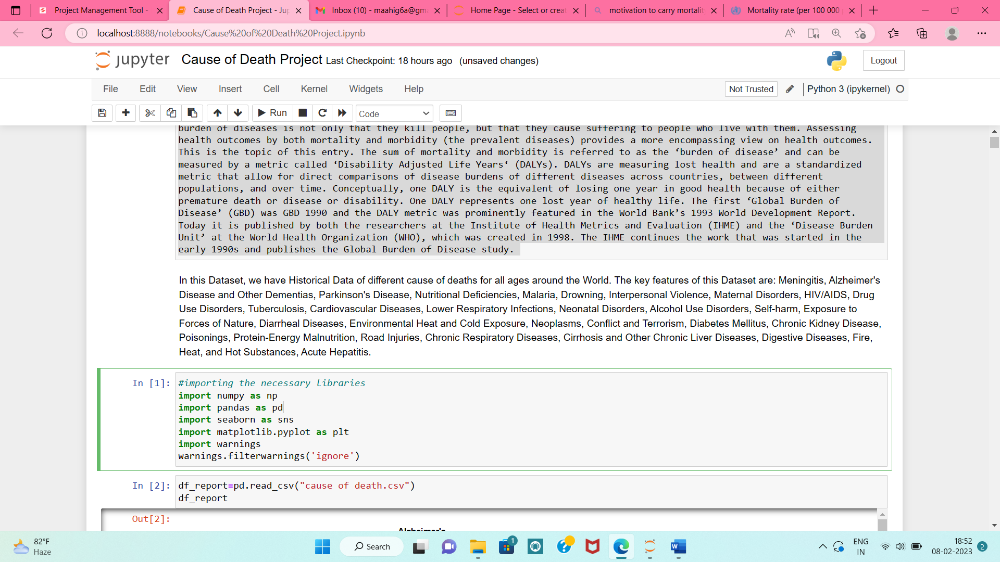 Project Management Tool -
Cause of Death Project - Jup
Inbox (10) - maahig6a@gm
Home Page - Select or creat
motivation to carry mortalit
Mortality rate (per 100 000
localhost:8888/notebooks/Cause%20of%20Death%20Project.ipynb
jupyter Cause of Death Project Last Checkpoint: 18 hours ago (unsaved changes)
Logout
File Edit View Insert Cell Kernel Widgets Help
Not Trusted
Python 3 (ipykernel)
Run
Code
burden of diseases is not only that they kill people, but that they cause suffering to people who live with them. Assessing
health outcomes by both mortality and morbidity (the prevalent diseases) provides a more encompassing view on health outcomes.
This is the topic of this entry. The sum of mortality and morbidity is referred to as the ‘burden of disease’ and can be
measured by a metric called ‘Disability Adjusted Life Years‘ (DALYs). DALYs are measuring lost health and are a standardized
metric that allow for direct comparisons of disease burdens of different diseases across countries, between different
populations, and over time. Conceptually, one DALY is the equivalent of losing one year in good health because of either
premature death or disease or disability. One DALY represents one lost year of healthy life. The first ‘Global Burden of
Disease’ (GBD) was GBD 1990 and the DALY metric was prominently featured in the World Bank’s 1993 World Development Report.
Today it is published by both the researchers at the Institute of Health Metrics and Evaluation (IHME) and the ‘Disease Burden
Unit’ at the World Health Organization (WHO), which was created in 1998. The IHME continues the work that was started in the
early 1990s and publishes the Global Burden of Disease study.
In this Dataset, we have Historical Data of different cause of deaths for all ages around the World. The key features of this Dataset are: Meningitis, Alzheimer's
Disease and Other Dementias, Parkinson's Disease, Nutritional Deficiencies, Malaria, Drowning, Interpersonal Violence, Maternal Disorders, HIV/AIDS, Drug
Use Disorders, Tuberculosis, Cardiovascular Diseases, Lower Respiratory Infections, Neonatal Disorders, Alcohol Use Disorders, Self-harm, Exposure to
Forces of Nature, Diarrheal Diseases, Environmental Heat and Cold Exposure, Neoplasms, Conflict and Terrorism, Diabetes Mellitus, Chronic Kidney Disease,
Poisonings, Protein-Energy Malnutrition, Road Injuries, Chronic Respiratory Diseases, Cirrhosis and Other Chronic Liver Diseases, Digestive Diseases, Fire,
Heat, and Hot Substances, Acute Hepatitis.
In [1]: #importing the necessary libraries
import numpy as np
import pandas as pd
import seaborn as sns
import matplotlib.pyplot as plt
import warnings
warnings.filterwarnings('ignore')
In [2]: df_report=pd.read_csv("cause of death.csv")
df_report
Out[2]:
Alzheimer's
82°F
Haze
Search
1
ENG
IN
18:52
08-02-2023
2